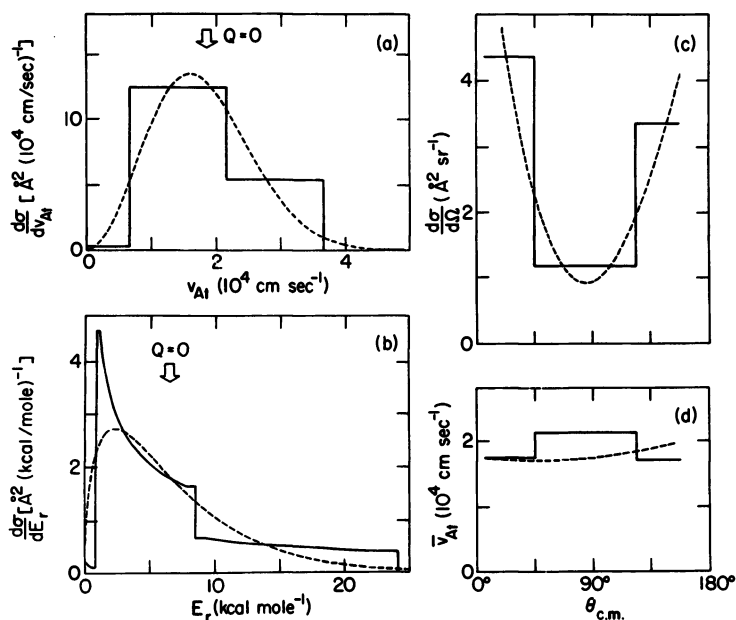 Q=0
(a)
10
0
dσ/dv_At [Å² (10⁴ cm/sec)⁻¹]
0
2
4
v_At (10⁴ cm sec⁻¹)
Q=0
(b)
4
2
0
dσ/dE_r [Å² (kcal/mole)⁻¹]
0
10
20
E_r (kcal mole⁻¹)
(c)
4
2
0
dσ/dΩ (Å² sr⁻¹)
(d)
2
0
v̅_At (10⁴ cm sec⁻¹)
0°
90°
180°
θ_c.m.